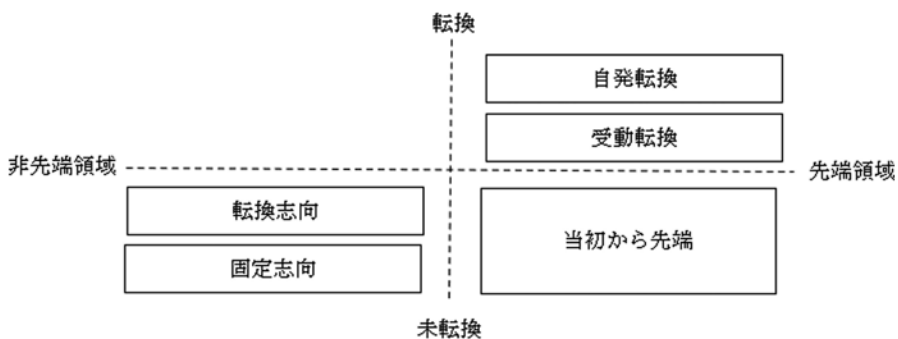 転換
自発転換
受動転換
非先端領域
先端領域
転換志向
当初から先端
固定志向
未転換